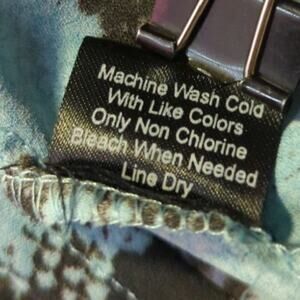 Machine Wash Cold
With Like Colors
Only Non Chlorine
Bleach When Needed
Line Dry